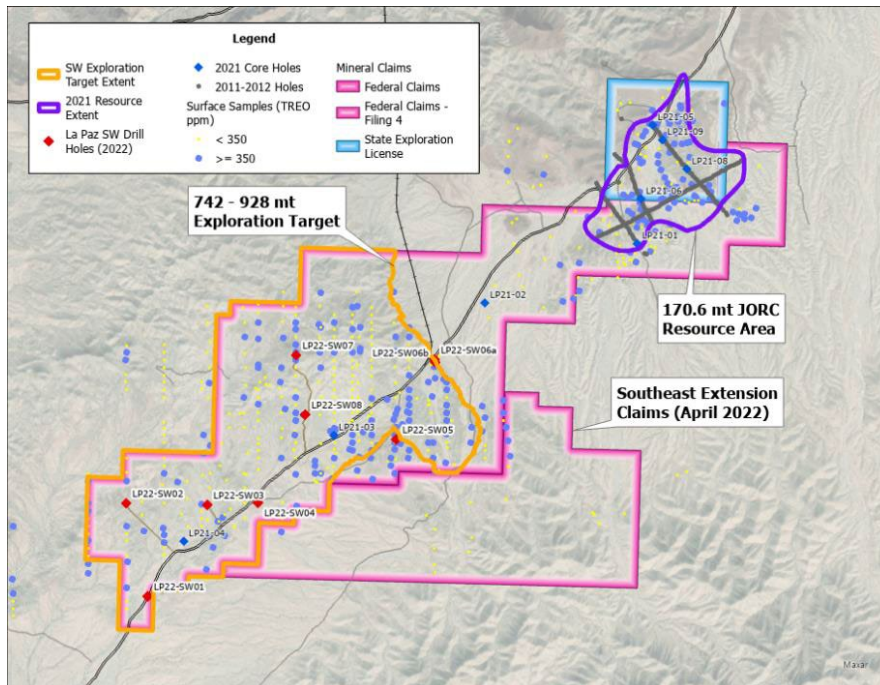 Legend
SW Exploration
Target Extent
2021 Resource
Extent
La Paz SW Drill
Holes (2022)
2021 Core Holes
2011-2012 Holes
Surface Samples (TREO
ppm)
< 350
>= 350
Mineral Claims
Federal Claims
Federal Claims -
Filing 4
State Exploration
License
LP21-05
LP21-09
LP21-08
LP21-06
LP21-01
742 - 928 mt
Exploration Target
LP21-02
170.6 mt JORC
Resource Area
LP22-SW07
LP22-SW06b
LP22-SW06a
Southeast Extension
Claims (April 2022)
LP22-SW08
LP21-03
LP22-SW05
LP22-SW02
LP22-SW03
LP22-SW04
LP21-04
LP22-SW01
Maxar